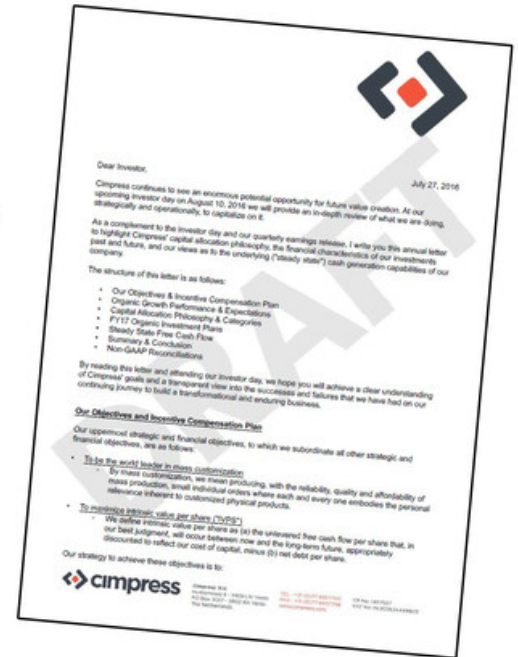 July 27, 2016
Dear Investor,
Cimpress continues to see an enormous potential opportunity for future value creation. At our
upcoming investor day on August 10, 2016 we will provide an in-depth review of what we are doing,
strategically and operationally, to capitalize on it.
As a complement to the investor day and our quarterly earnings release, I write you this annual letter
to highlight Cimpress' capital allocation philosophy, the financial characteristics of our investments
past and future, and our views as to the underlying ("steady state") cash generation capabilities of our
company.
The structure of this letter is as follows:
• Our Objectives & Incentive Compensation Plan
• Organic Growth Performance & Expectations
• Capital Allocation Philosophy & Categories
• FY17 Organic Investment Plans
• Steady State Free Cash Flow
• Summary & Conclusion
• Non-GAAP Reconciliations
By reading this letter and attending our investor day, we hope you will achieve a clear understanding
of Cimpress' goals and a transparent view into the successes and failures that we have had on our
continuing journey to build a transformational and enduring business.
Our Objectives and Incentive Compensation Plan
Our uppermost strategic and financial objectives, to which we subordinate all other strategic and
financial objectives, are as follows:
• To be the world leader in mass customization
- By mass customization, we mean producing, with the reliability, quality and affordability of
mass production, small individual orders where each and every one embodies the personal
relevance inherent to customized physical products.
• To maximize intrinsic value per share ("IVPS")
- We define intrinsic value per share as (a) the unlevered free cash flow per share that, in
our best judgment, will occur between now and the long-term future, appropriately
discounted to reflect our cost of capital, minus (b) net debt per share.
Our strategy to achieve these objectives is to:
cimpress
Cimpress N.V.
The Netherlands
www.cimpress.com
DRAFT